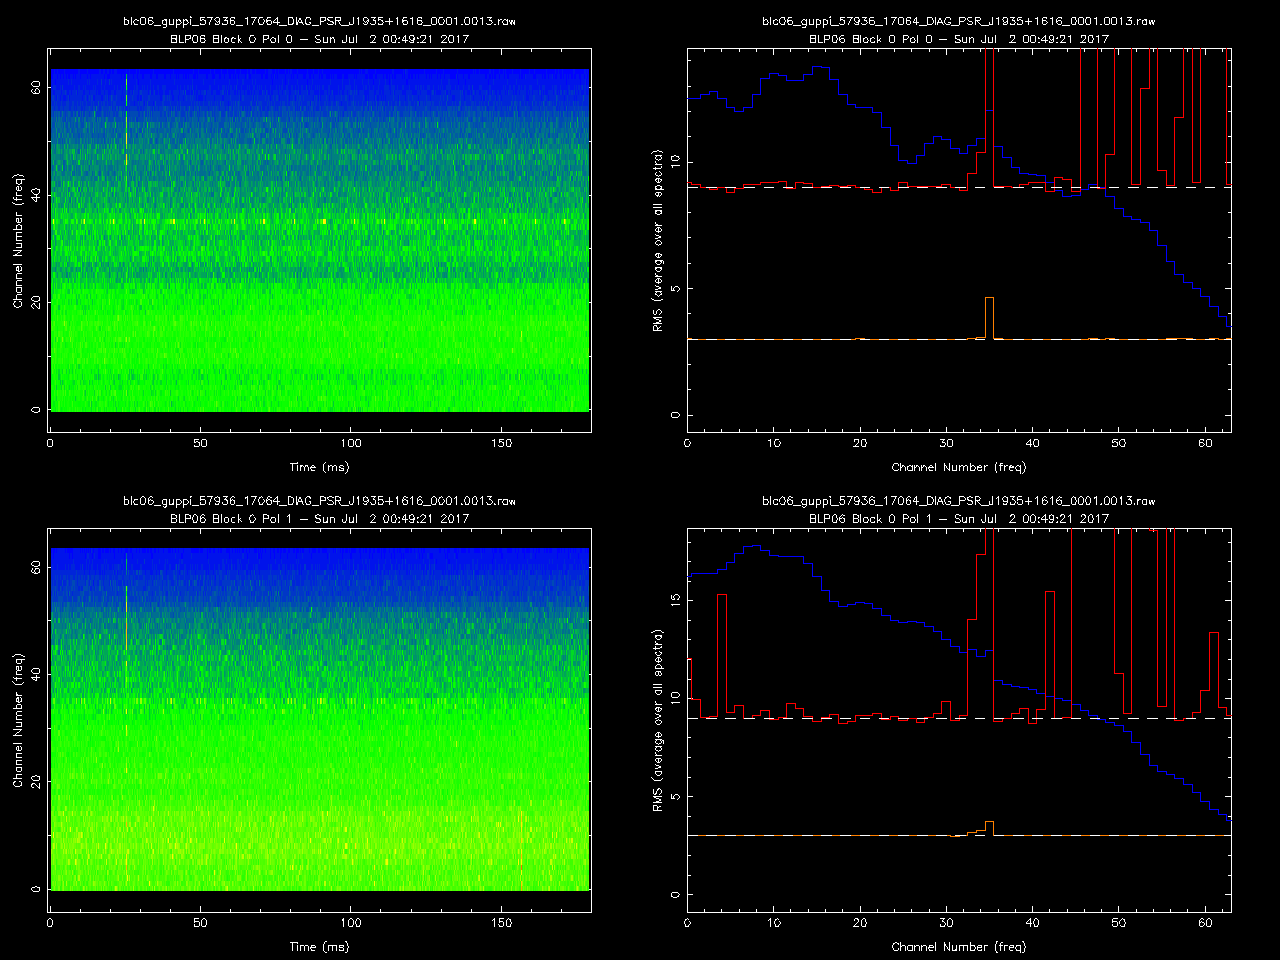 blc06_guppi_57936_17064_DIAG_PSR_J1935+1616_0001.0013.raw
BLP06 Block 0 Pol 0 – Sun Jul 2 00:49:21 2017
Channel Number (freq)
0 20 40 60
0 50 100 150
Time (ms)
blc06_guppi_57936_17064_DIAG_PSR_J1935+1616_0001.0013.raw
BLP06 Block 0 Pol 0 – Sun Jul 2 00:49:21 2017
RMS (average over all spectra)
0 5 10
0 10 20 30 40 50 60
Channel Number (freq)
blc06_guppi_57936_17064_DIAG_PSR_J1935+1616_0001.0013.raw
BLP06 Block 0 Pol 1 – Sun Jul 2 00:49:21 2017
Channel Number (freq)
0 20 40 60
0 50 100 150
Time (ms)
blc06_guppi_57936_17064_DIAG_PSR_J1935+1616_0001.0013.raw
BLP06 Block 0 Pol 1 – Sun Jul 2 00:49:21 2017
RMS (average over all spectra)
0 5 10 15
0 10 20 30 40 50 60
Channel Number (freq)